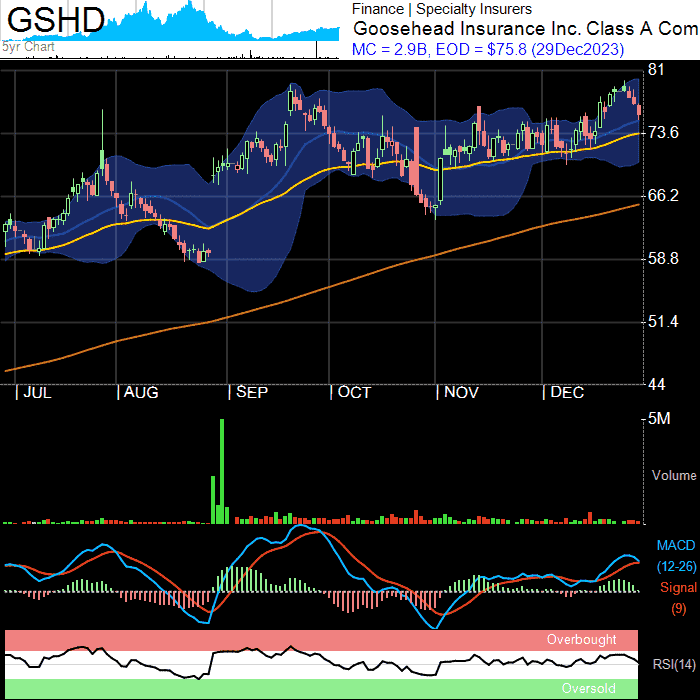 GSHD
5yr Chart
Finance | Specialty Insurers
Goosehead Insurance Inc. Class A Com
MC = 2.9B, EOD = $75.8 (29Dec2023)
81
73.6
66.2
58.8
51.4
44
JUL AUG SEP OCT NOV DEC
5M
Volume
MACD
(12-26)
Signal
(9)
Overbought
RSI(14)
Oversold